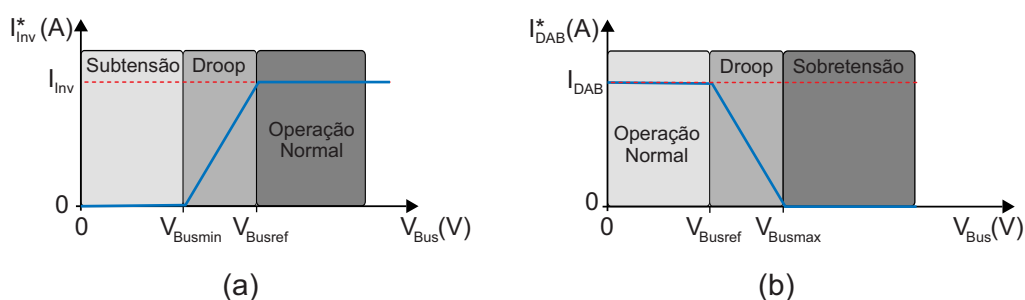 I*Inv(A)
Subtensão
Droop
IInv
Operação
Normal
0
0
VBusmin
VBusref
VBus(V)
(a)
I*DAB(A)
Droop
Sobretensão
IDAB
Operação
Normal
0
0
VBusref
VBusmax
VBus(V)
(b)